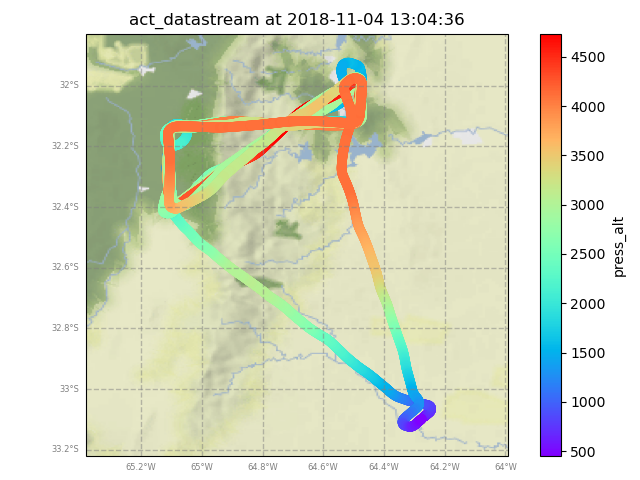 act_datastream at 2018-11-04 13:04:36
32°S
32.2°S
32.4°S
32.6°S
32.8°S
33°S
33.2°S
65.2°W
65°W
64.8°W
64.6°W
64.4°W
64.2°W
64°W
4500
4000
3500
3000
2500
2000
1500
1000
500
press_alt